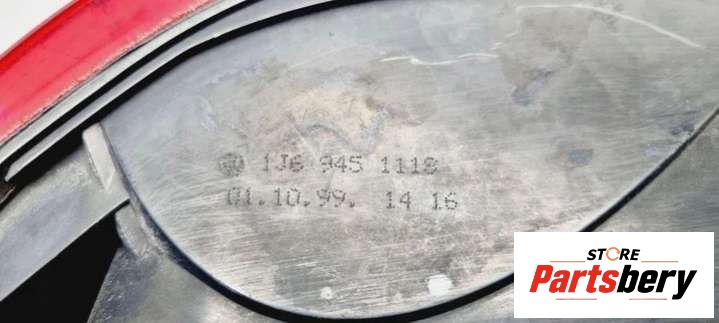 1J6 945 111B
01.10.99. 14 16
STORE
Partsbery